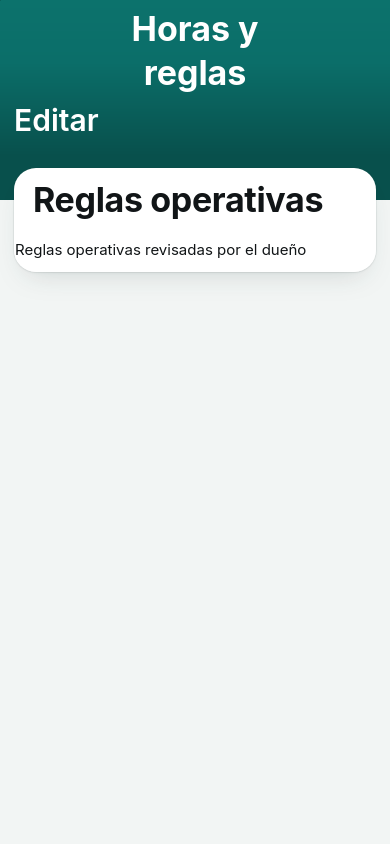 Horas y
reglas
Editar
Reglas operativas
Reglas operativas revisadas por el dueño